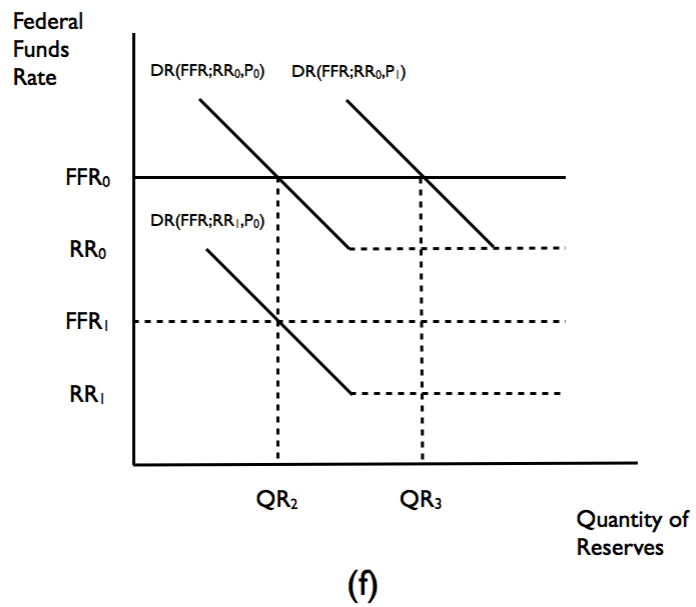 Federal
Funds
Rate
DR(FFR;RR₀,P₀)
DR(FFR;RR₀,P₁)
FFR₀
DR(FFR;RR₁,P₀)
RR₀
FFR₁
RR₁
QR₂
QR₃
Quantity of
Reserves
(f)